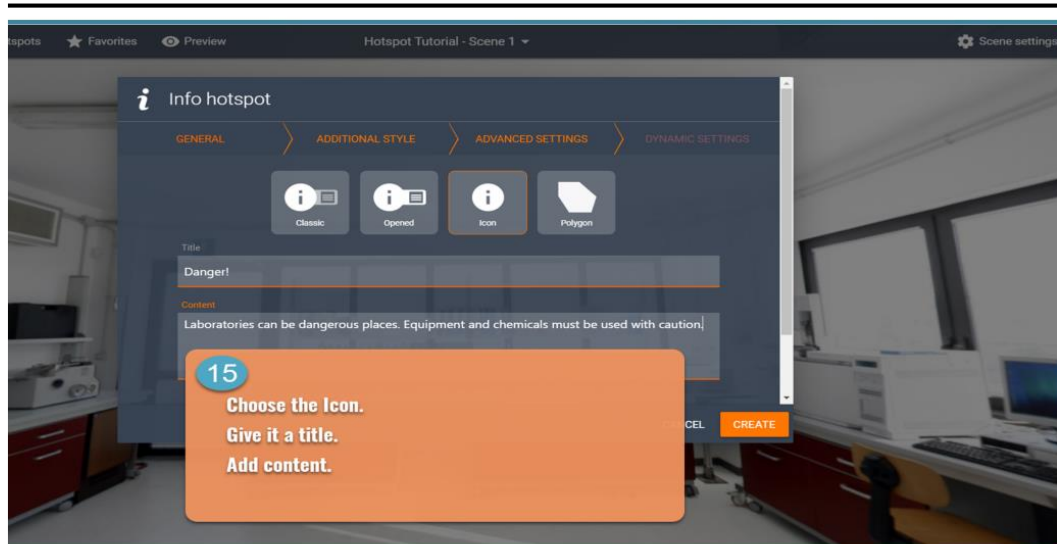 tspots Favorites Preview Hotspot Tutorial - Scene 1 Scene settings
i Info hotspot
GENERAL ADDITIONAL STYLE ADVANCED SETTINGS DYNAMIC SETTINGS
Classic Opened Icon Polygon
Title
Danger!
Content
Laboratories can be dangerous places. Equipment and chemicals must be used with caution.
15
Choose the Icon.
Give it a title.
Add content.
CEL CREATE